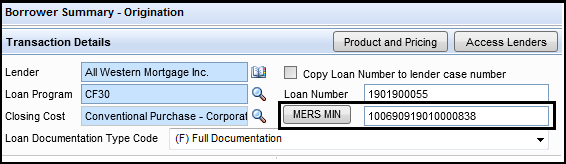 Borrower Summary - Origination
Transaction Details
Product and Pricing
Access Lenders
Lender All Western Mortgage Inc.
Copy Loan Number to lender case number
Loan Program CF30
Loan Number 1901900055
Closing Cost Conventional Purchase - Corporat
MERS MIN 100690919010000838
Loan Documentation Type Code (F) Full Documentation